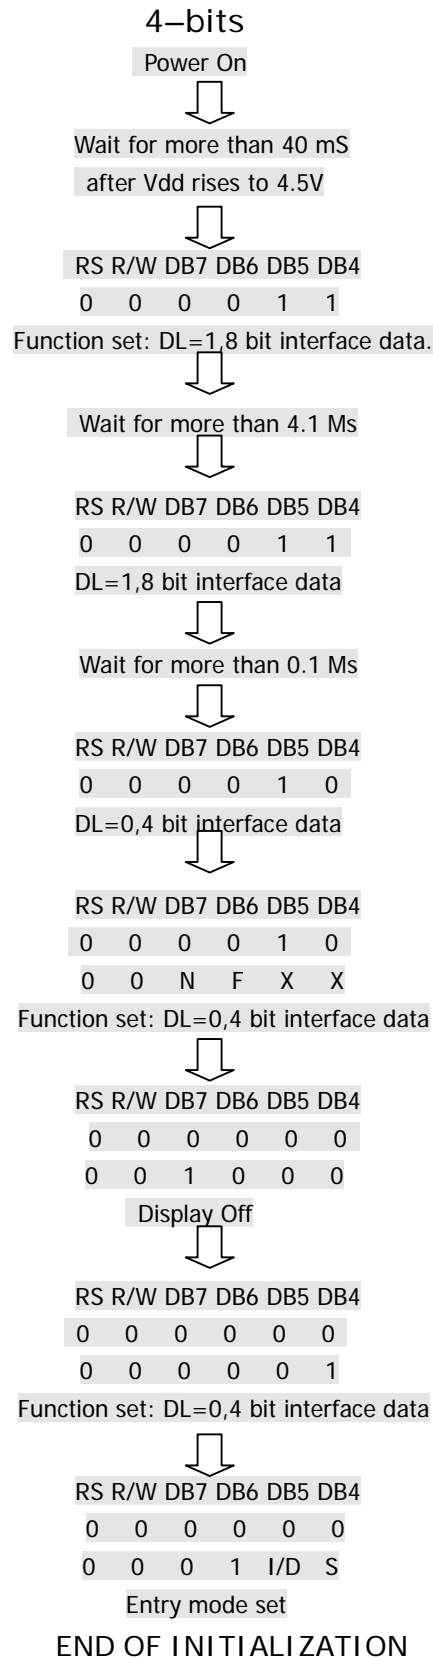 4–bits
Power On
Wait for more than 40 mS
after Vdd rises to 4.5V
RS R/W DB7 DB6 DB5 DB4
0 0 0 0 1 1
Function set: DL=1,8 bit interface data.
Wait for more than 4.1 Ms
RS R/W DB7 DB6 DB5 DB4
0 0 0 0 1 1
DL=1,8 bit interface data
Wait for more than 0.1 Ms
RS R/W DB7 DB6 DB5 DB4
0 0 0 0 1 0
DL=0,4 bit interface data
RS R/W DB7 DB6 DB5 DB4
0 0 0 0 1 0
0 0 N F X X
Function set: DL=0,4 bit interface data
RS R/W DB7 DB6 DB5 DB4
0 0 0 0 0 0
0 0 1 0 0 0
Display Off
RS R/W DB7 DB6 DB5 DB4
0 0 0 0 0 0
0 0 0 0 0 1
Function set: DL=0,4 bit interface data
RS R/W DB7 DB6 DB5 DB4
0 0 0 0 0 0
0 0 0 1 I/D S
Entry mode set
END OF INITIALIZATION